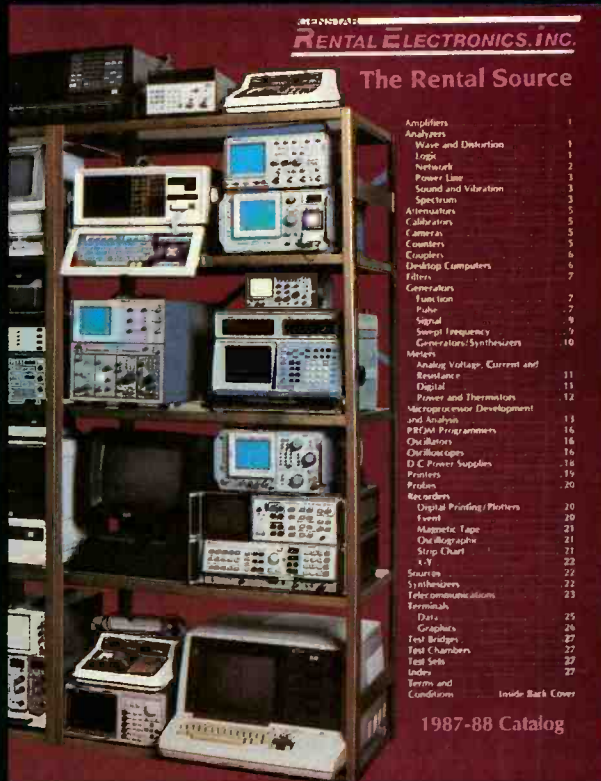 GENSTAR
RENTAL ELECTRONICS, INC.
The Rental Source
Amplifiers 1
Analyzers
Wave and Distortion 1
Logic 1
Network 2
Power Line 3
Sound and Vibration 3
Spectrum 3
Attenuators 5
Calibrators 5
Cameras 5
Counters 5
Couplers 6
Desktop Computers 6
Filters 7
Generators
Function 7
Pulse 7
Signal 9
Swept Frequency 9
Generators/Synthesizers 10
Meters
Analog Voltage, Current and
Resistance 11
Digital 11
Power and Thermistors 12
Microprocessor Development
and Analysis 13
PROM Programmers 16
Oscillators 16
Oscilloscopes 16
D C Power Supplies 18
Printers 19
Probes 20
Recorders
Digital Printing/Plotters 20
Event 20
Magnetic Tape 21
Oscillographic 21
Strip Chart 21
X-Y 22
Sources 22
Synthesizers 22
Telecommunications 23
Terminals
Data 25
Graphics 26
Test Bridges 27
Test Chambers 27
Test Sets 27
Index 27
Terms and
Conditions Inside Back Cover
1987-88 Catalog